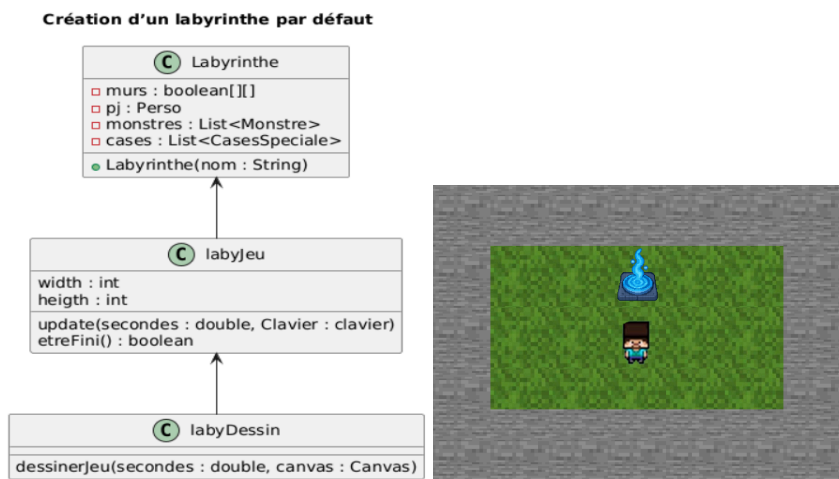 Création d’un labyrinthe par défaut
C Labyrinthe
murs : boolean[][]
pj : Perso
monstres : List<Monstre>
cases : List<CasesSpeciale>
Labyrinthe(nom : String)
C labyJeu
width : int
heigth : int
update(secondes : double, Clavier : clavier)
etreFini() : boolean
C labyDessin
dessinerJeu(secondes : double, canvas : Canvas)